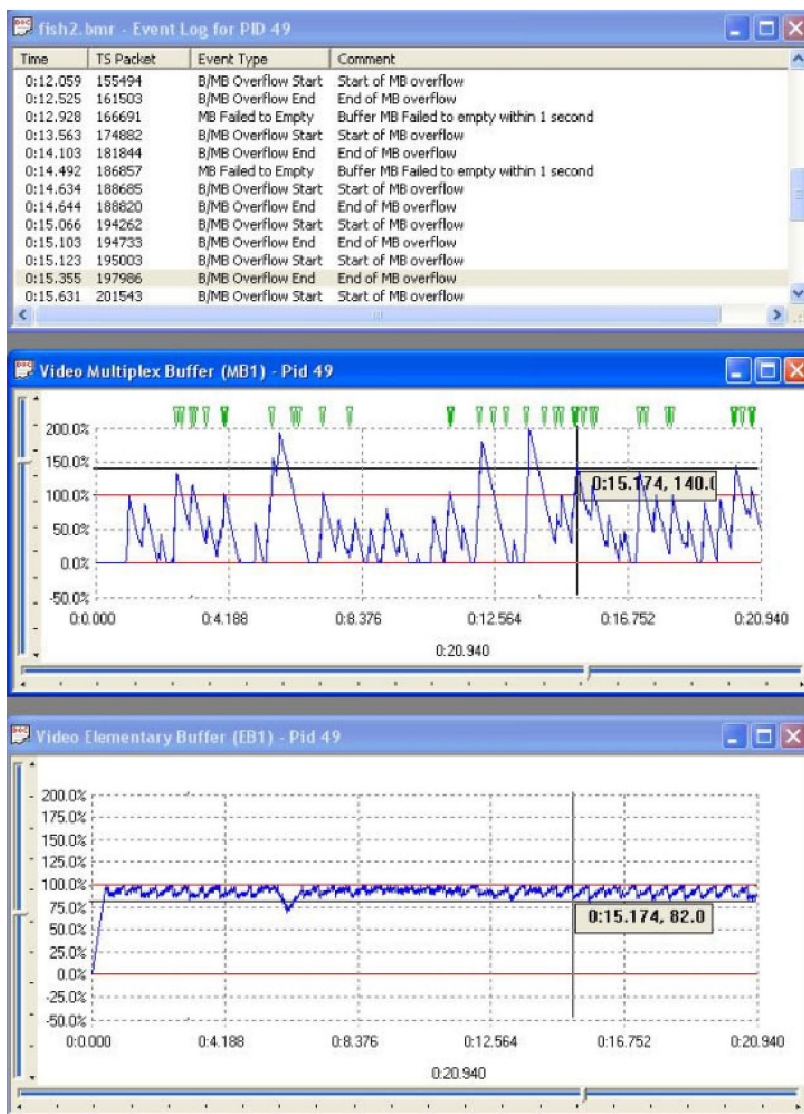 fish2.bmr - Event Log for PID 49
Time TS Packet Event Type Comment
0:12.059 155494 B/MB Overflow Start Start of MB overflow
0:12.525 161503 B/MB Overflow End End of MB overflow
0:12.928 166691 MB Failed to Empty Buffer MB Failed to empty within 1 second
0:13.563 174882 B/MB Overflow Start Start of MB overflow
0:14.103 181844 B/MB Overflow End End of MB overflow
0:14.492 186857 MB Failed to Empty Buffer MB Failed to empty within 1 second
0:14.634 188685 B/MB Overflow Start Start of MB overflow
0:14.644 188820 B/MB Overflow End End of MB overflow
0:15.066 194262 B/MB Overflow Start Start of MB overflow
0:15.103 194733 B/MB Overflow End End of MB overflow
0:15.123 195003 B/MB Overflow Start Start of MB overflow
0:15.355 197986 B/MB Overflow End End of MB overflow
0:15.631 201543 B/MB Overflow Start Start of MB overflow
Video Multiplex Buffer (MB1) - Pid 49
200.0%
150.0%
0:15.174, 140.0
100.0%
50.0%
0.0%
-50.0%
0:0.000 0:4.188 0:8.376 0:12.564 0:16.752 0:20.940
0:20.940
Video Elementary Buffer (EB1) - Pid 49
200.0%
175.0%
150.0%
125.0%
100.0%
75.0%
0:15.174, 82.0
50.0%
25.0%
0.0%
-25.0%
-50.0%
0:0.000 0:4.188 0:8.376 0:12.564 0:16.752 0:20.940
0:20.940